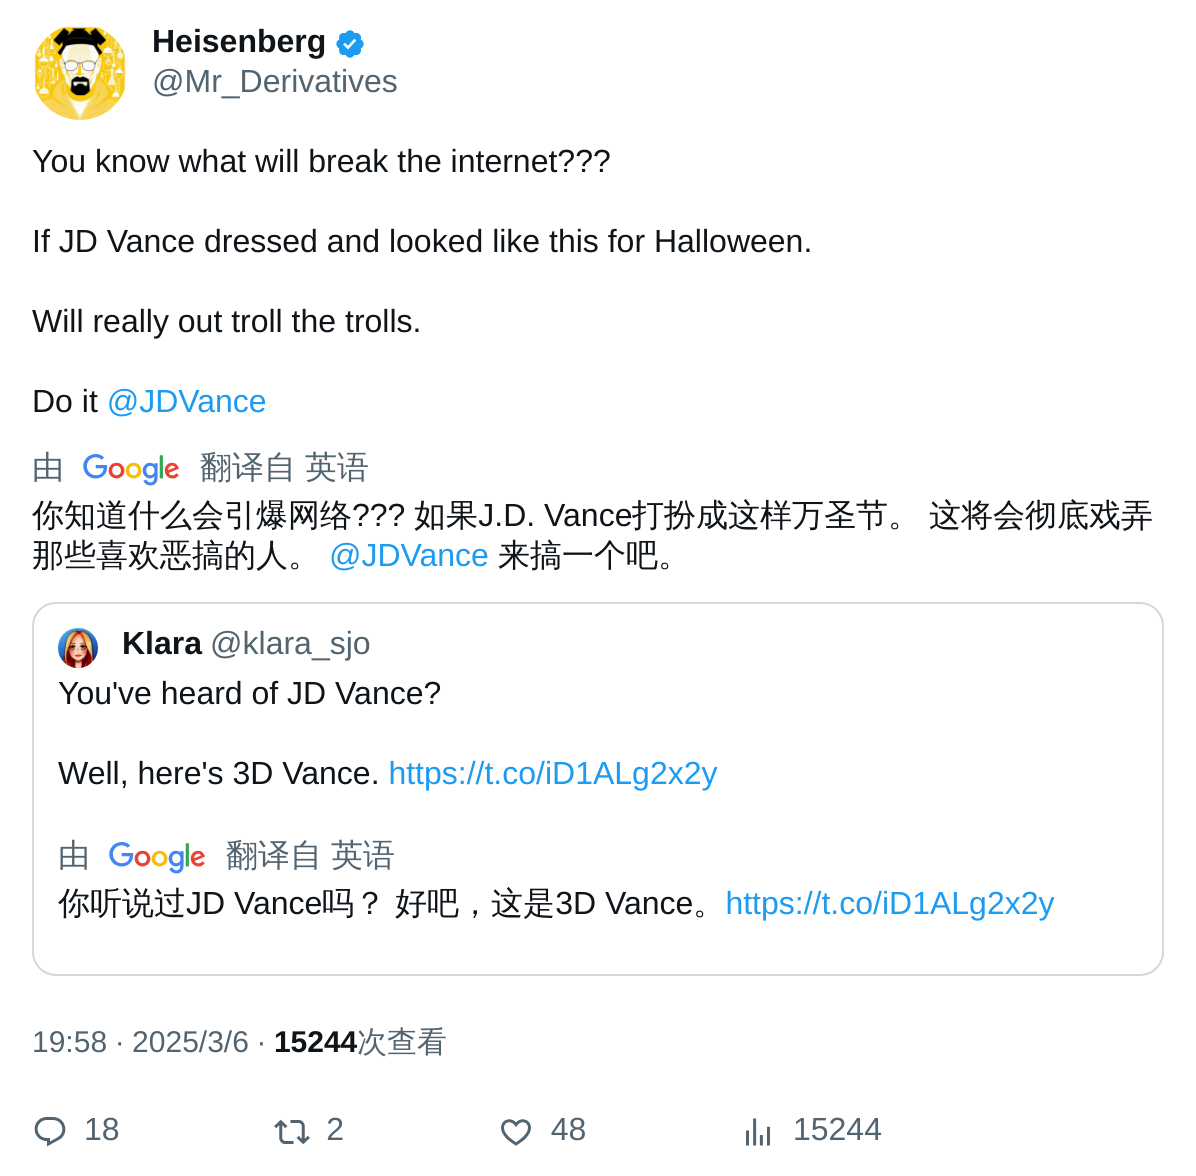 Heisenberg
@Mr_Derivatives
You know what will break the internet???
If JD Vance dressed and looked like this for Halloween.
Will really out troll the trolls.
Do it @JDVance
由 Google 翻译自 英语
你知道什么会引爆网络??? 如果J.D. Vance打扮成这样万圣节。 这将会彻底戏弄
那些喜欢恶搞的人。 @JDVance 来搞一个吧。
Klara @klara_sjo
You've heard of JD Vance?
Well, here's 3D Vance. https://t.co/iD1ALg2x2y
由 Google 翻译自 英语
你听说过JD Vance吗？ 好吧，这是3D Vance。https://t.co/iD1ALg2x2y
19:58 · 2025/3/6 · 15244次查看
18 2 48 15244